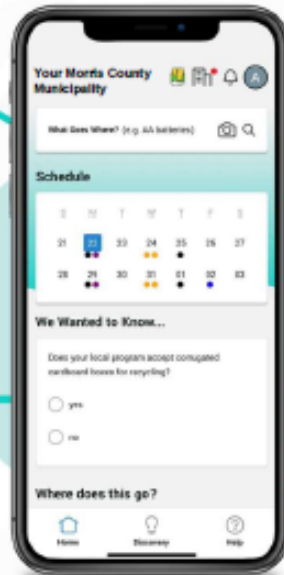 Your Morris County
Municipality
A
What Goes Where? (e.g. AA batteries)
Schedule
S M T W T F S
21 22 23 24 25 26 27
28 29 30 31 01 02 03
We Wanted to Know...
Does your local program accept corrugated
cardboard boxes for recycling?
yes
no
Where does this go?
Home Discovery Help